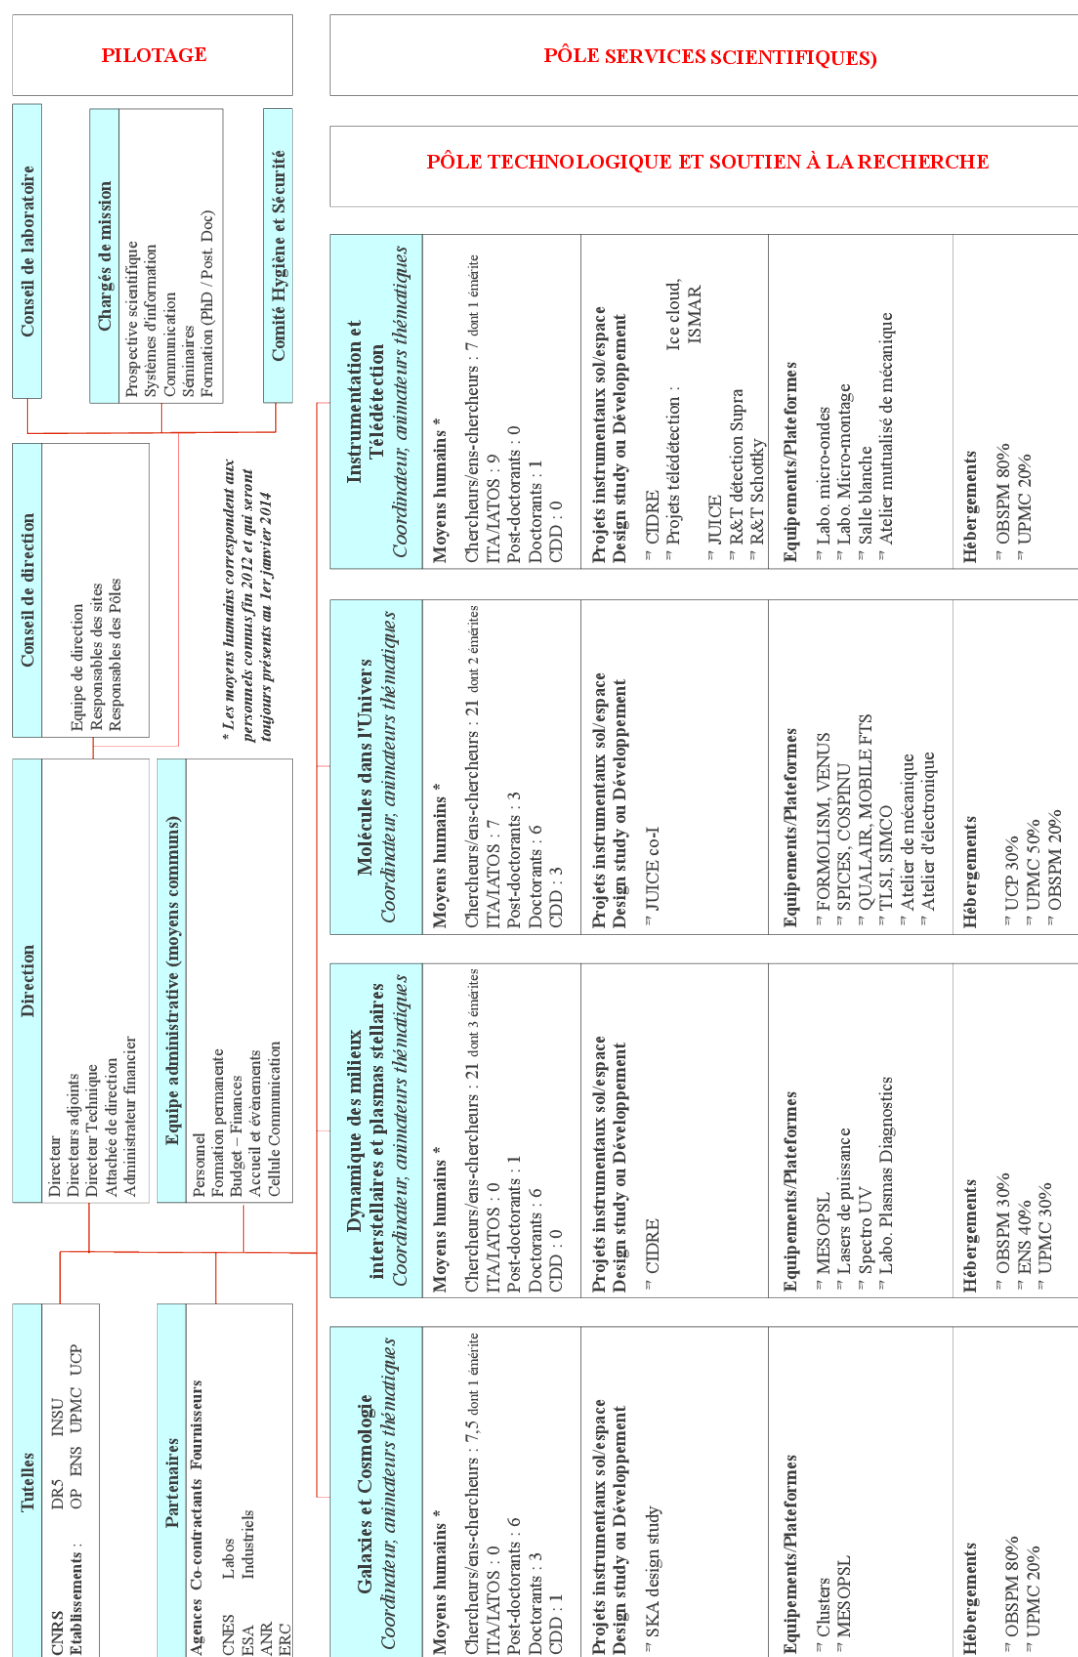 PILOTAGE
PÔLE SERVICES SCIENTIFIQUES)
PÔLE TECHNOLOGIQUE ET SOUTIEN À LA RECHERCHE
Tutelles
CNRS DR5 INSU
Etablissements : OP ENS UPMC UCP
Partenaires
Agences Co-contractants Fournisseurs
CNES Labos
ESA Industriels
ANR
ERC
Direction
Directeur
Directeurs adjoints
Directeur Technique
Attachée de direction
Administrateur financier
Equipe administrative (moyens communs)
Personnel
Formation permanente
Budget – Finances
Accueil et évènements
Cellule Communication
Conseil de direction
Equipe de direction
Responsables des sites
Responsables des Pôles
* Les moyens humains correspondent aux
personnels connus fin 2012 et qui seront
toujours présents au 1er janvier 2014
Conseil de laboratoire
Chargés de mission
Prospective scientifique
Systèmes d'information
Communication
Séminaires
Formation (PhD / Post. Doc)
Comité Hygiène et Sécurité
Galaxies et Cosmologie
Coordinateur, animateurs thématiques
Moyens humains *
Chercheurs/ens-chercheurs : 7,5 dont 1 émérite
ITA/IATOS : 0
Post-doctorants : 6
Doctorants : 3
CDD : 1
Projets instrumentaux sol/espace
Design study ou Développement
= SKA design study
Equipements/Plateformes
= Clusters
= MESOPSL
Hébergements
= OBSPM 80%
= UPMC 20%
Dynamique des milieux
interstellaires et plasmas stellaires
Coordinateur, animateurs thématiques
Moyens humains *
Chercheurs/ens-chercheurs : 21 dont 3 émérites
ITA/IATOS : 0
Post-doctorants : 1
Doctorants : 6
CDD : 0
Projets instrumentaux sol/espace
Design study ou Développement
= CIDRE
Equipements/Plateformes
= MESOPSL
= Lasers de puissance
= Spectro UV
= Labo. Plasmas Diagnostics
Hébergements
= OBSPM 30%
= ENS 40%
= UPMC 30%
Molécules dans l'Univers
Coordinateur, animateurs thématiques
Moyens humains *
Chercheurs/ens-chercheurs : 21 dont 2 émérites
ITA/IATOS : 7
Post-doctorants : 3
Doctorants : 6
CDD : 3
Projets instrumentaux sol/espace
Design study ou Développement
= JUICE co-I
Equipements/Plateformes
= FORMOLISM, VENUS
= SPICES, COSPINU
= QUALAIR, MOBILE FTS
= TLSI, SIMCO
= Atelier de mécanique
= Atelier d'électronique
Hébergements
= UCP 30%
= UPMC 50%
= OBSPM 20%
Instrumentation et
Télédétection
Coordinateur, animateurs thématiques
Moyens humains *
Chercheurs/ens-chercheurs : 7 dont 1 émérite
ITA/IATOS : 9
Post-doctorants : 0
Doctorants : 1
CDD : 0
Projets instrumentaux sol/espace
Design study ou Développement
= CIDRE
= Projets télédétection : Ice cloud,
ISMAR
= JUICE
= R&T détection Supra
= R&T Schottky
Equipements/Plateformes
= Labo. micro-ondes
= Labo. Micro-montage
= Salle blanche
= Atelier mutualisé de mécanique
Hébergements
= OBSPM 80%
= UPMC 20%